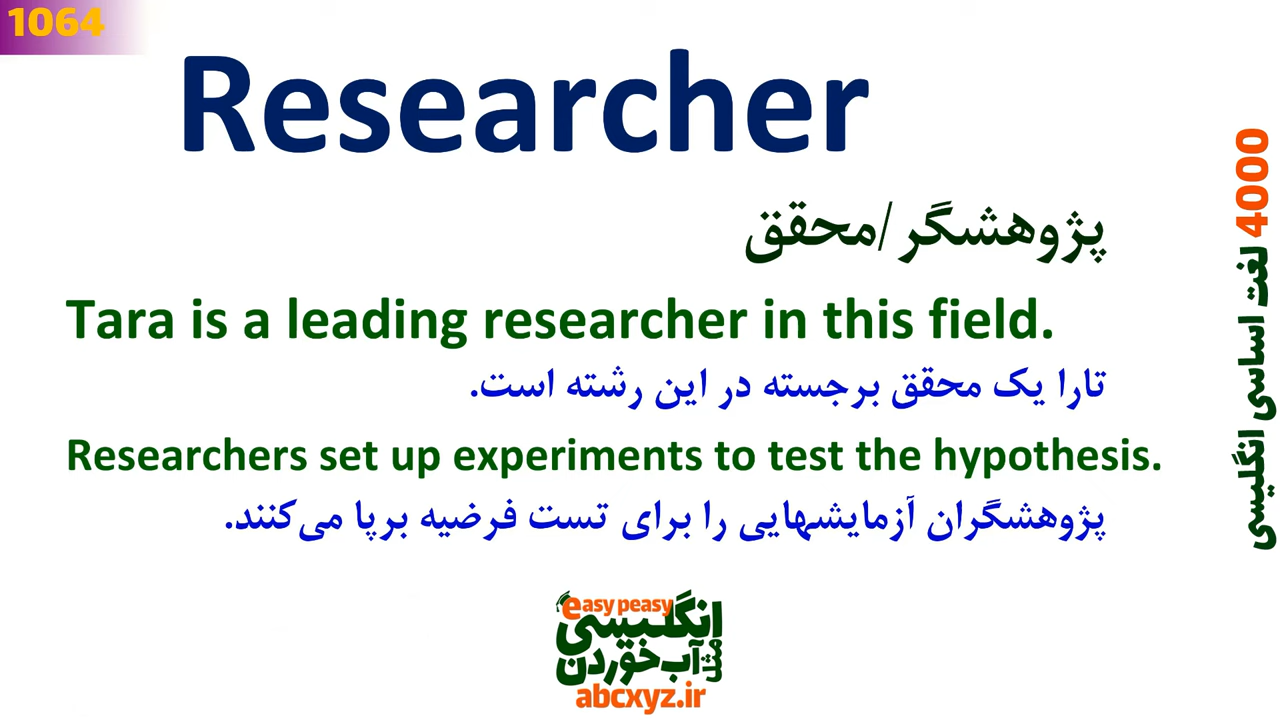 1064
Researcher
پژوهشگر/محقق
Tara is a leading researcher in this field.
تارا یک محقق برجسته در این رشته است.
Researchers set up experiments to test the hypothesis.
پژوهشگران آزمایشهایی را برای تست فرضیه برپا می‌کنند.
4000 لغت اساسی انگلیسی
easy peasy
انگلیسی
مثل آب خوردن
abcxyz.ir